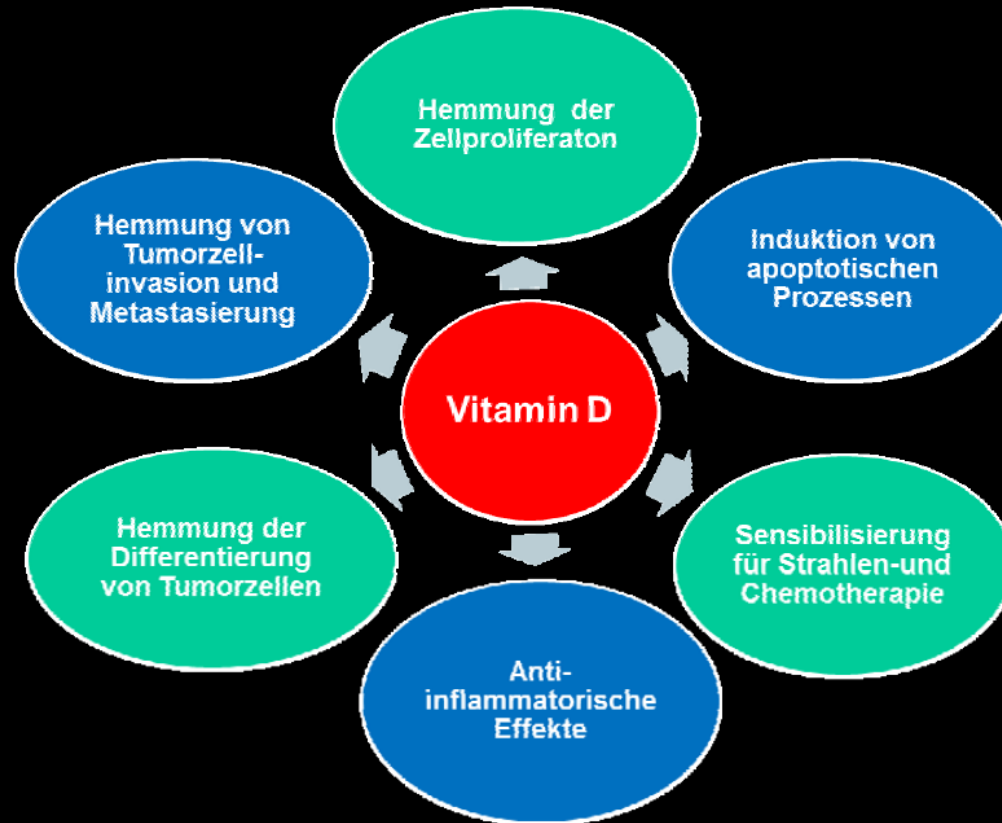 Hemmung der
Zellproliferaton
Hemmung von
Tumorzell-
invasion und
Metastasierung
Induktion von
apoptotischen
Prozessen
Vitamin D
Hemmung der
Differentierung
von Tumorzellen
Sensibilisierung
für Strahlen-und
Chemotherapie
Anti-
inflammatorische
Effekte